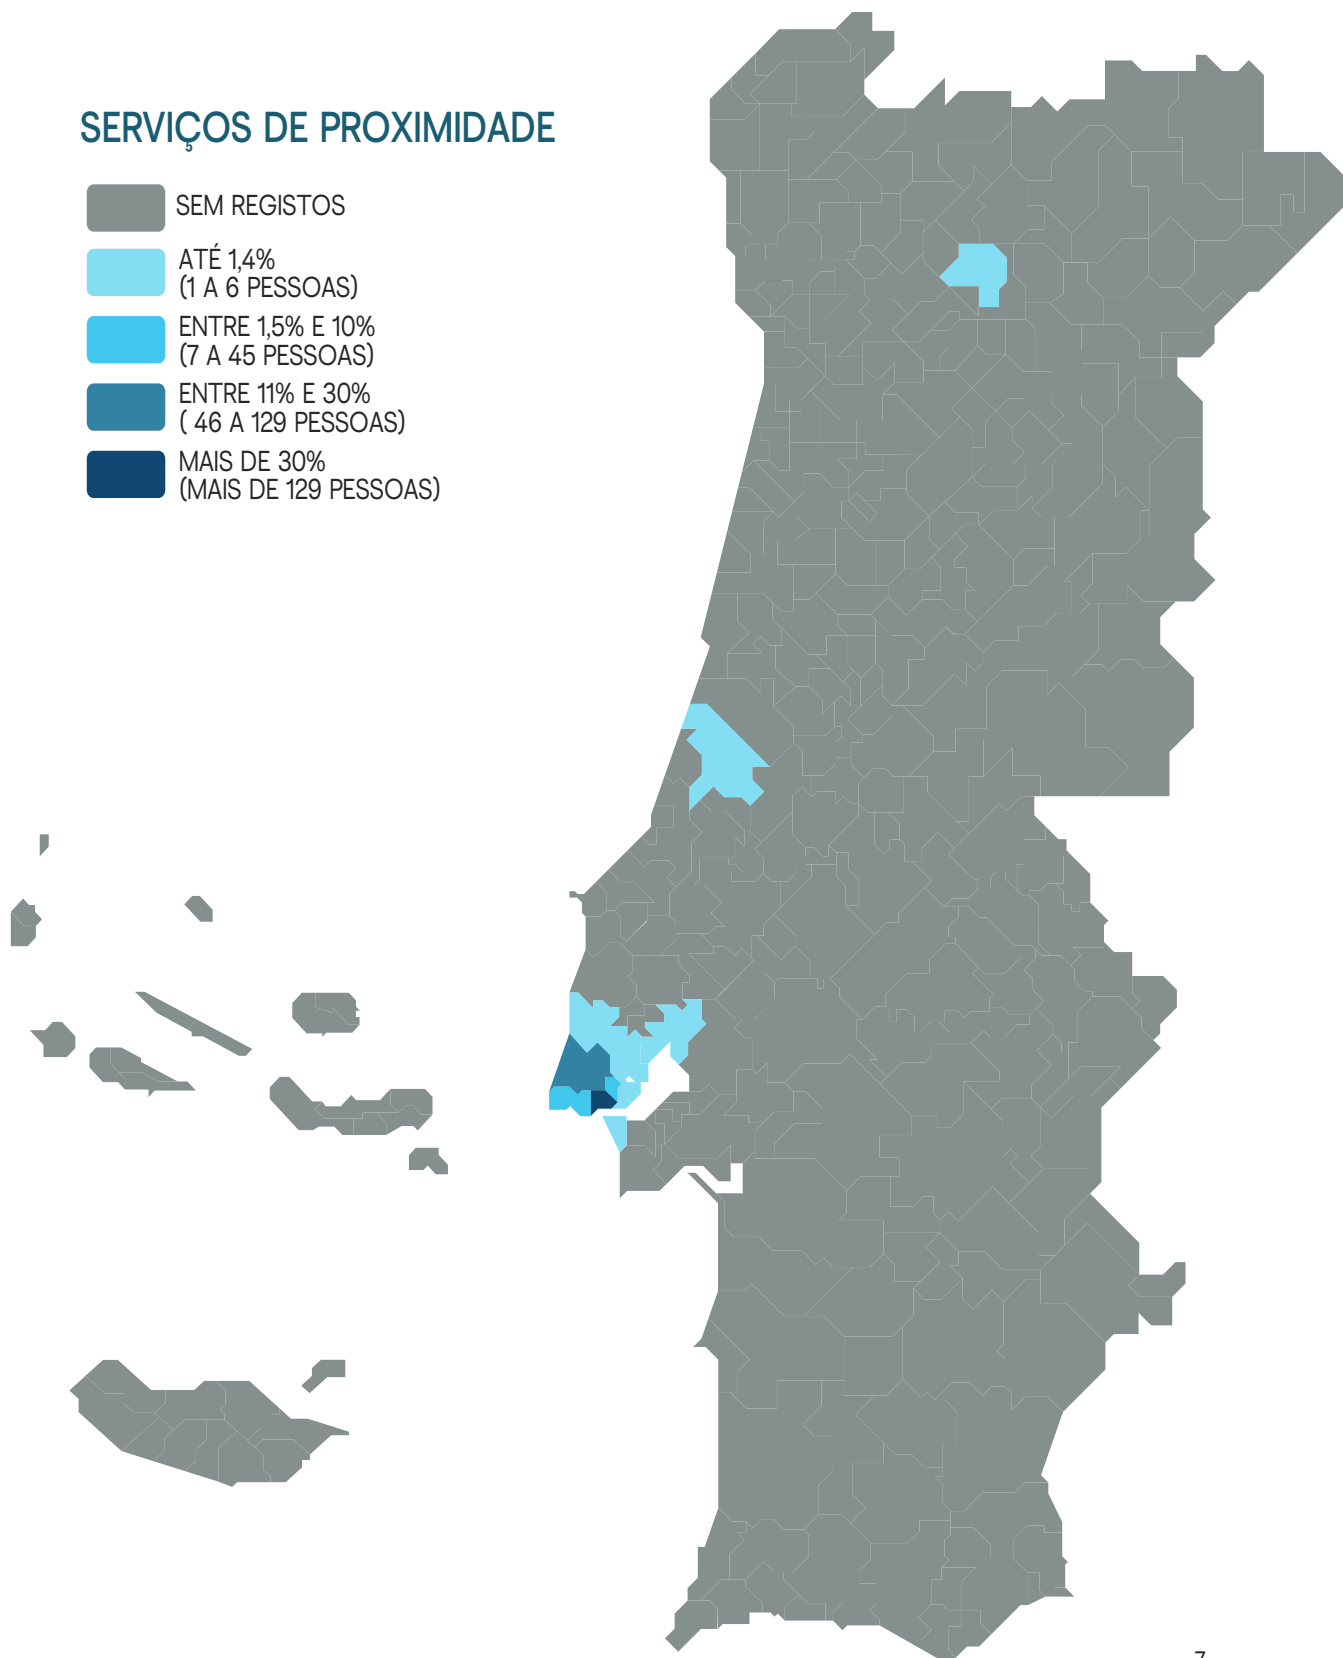 SERVIÇOS DE PROXIMIDADE
SEM REGISTOS
ATÉ 1,4%
(1 A 6 PESSOAS)
ENTRE 1,5% E 10%
(7 A 45 PESSOAS)
ENTRE 11% E 30%
( 46 A 129 PESSOAS)
MAIS DE 30%
(MAIS DE 129 PESSOAS)
7